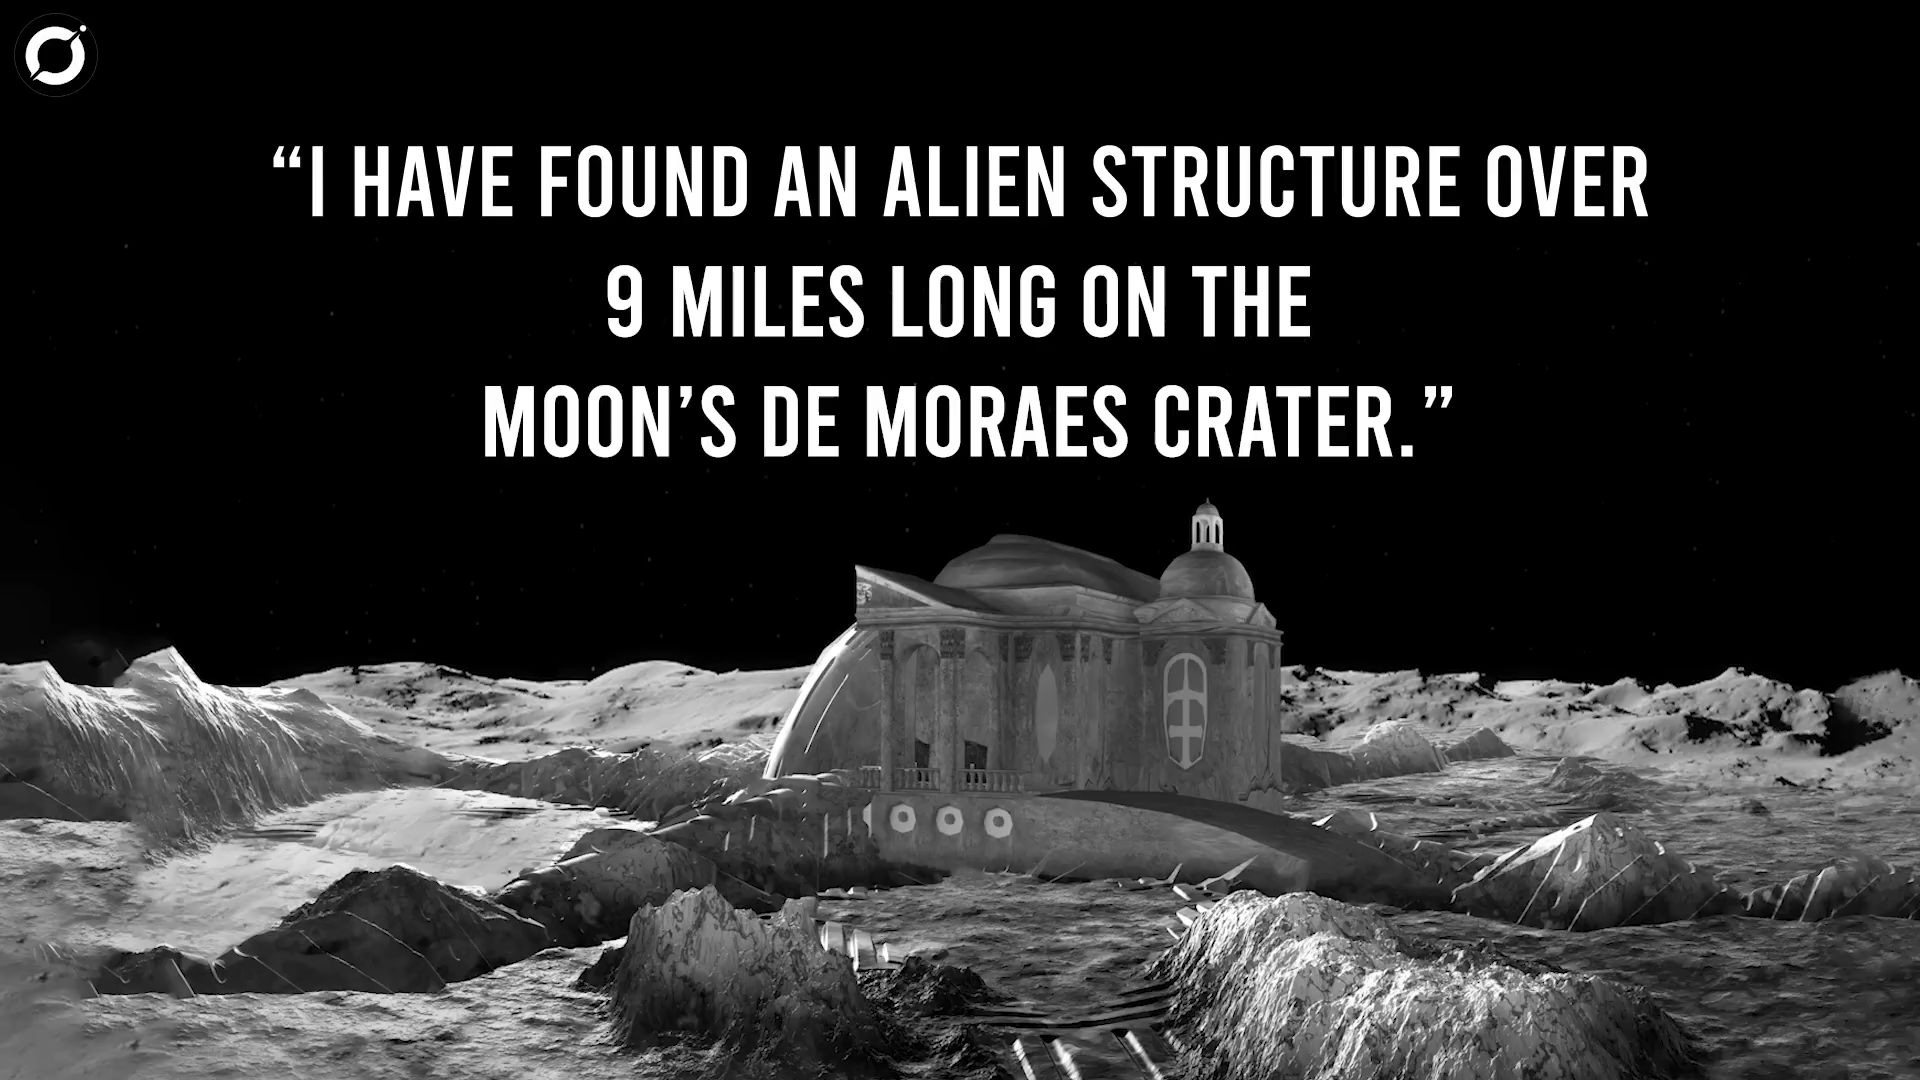 “I HAVE FOUND AN ALIEN STRUCTURE OVER
9 MILES LONG ON THE
MOON’S DE MORAES CRATER.”